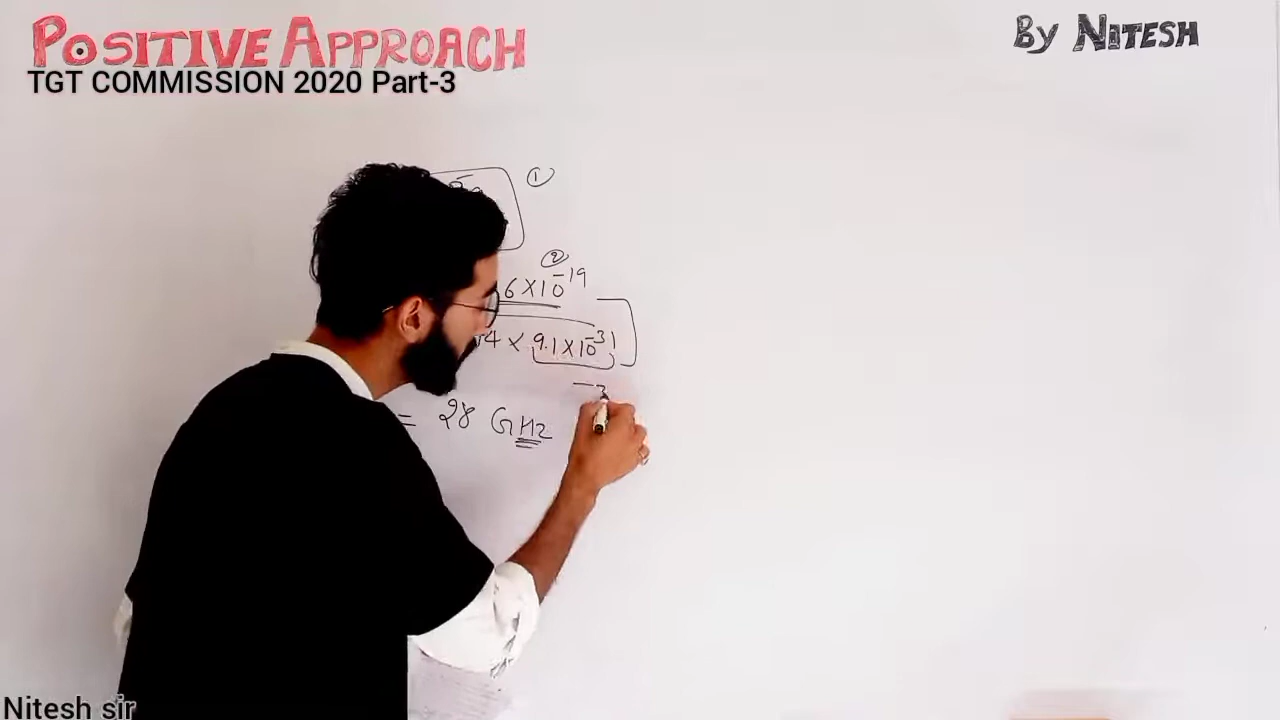 POSITIVE APPROACH
By NITESH
TGT COMMISSION 2020 Part-3
①
②
6×10⁻¹⁹
4 × 9.1×10⁻³¹
= 28 GHz
Nitesh sir